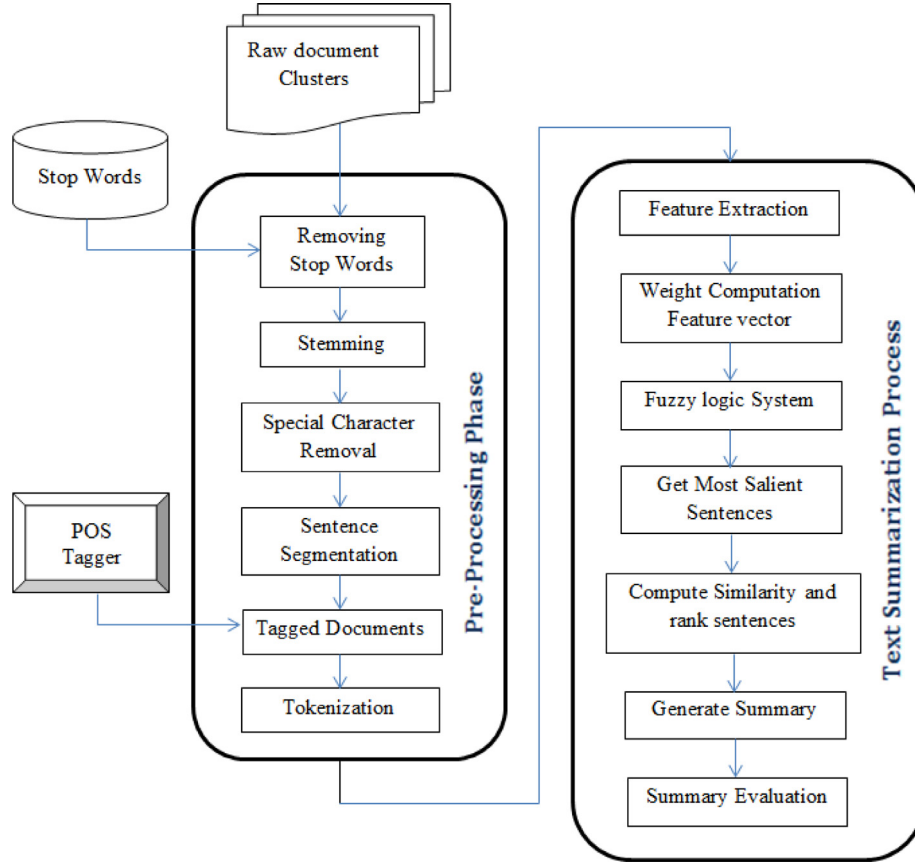 Raw document
Clusters
Stop Words
Removing
Stop Words
Stemming
Special Character
Removal
Sentence
Segmentation
POS
Tagger
Tagged Documents
Tokenization
Pre-Processing Phase
Feature Extraction
Weight Computation
Feature vector
Fuzzy logic System
Get Most Salient
Sentences
Compute Similarity and
rank sentences
Generate Summary
Summary Evaluation
Text Summarization Process